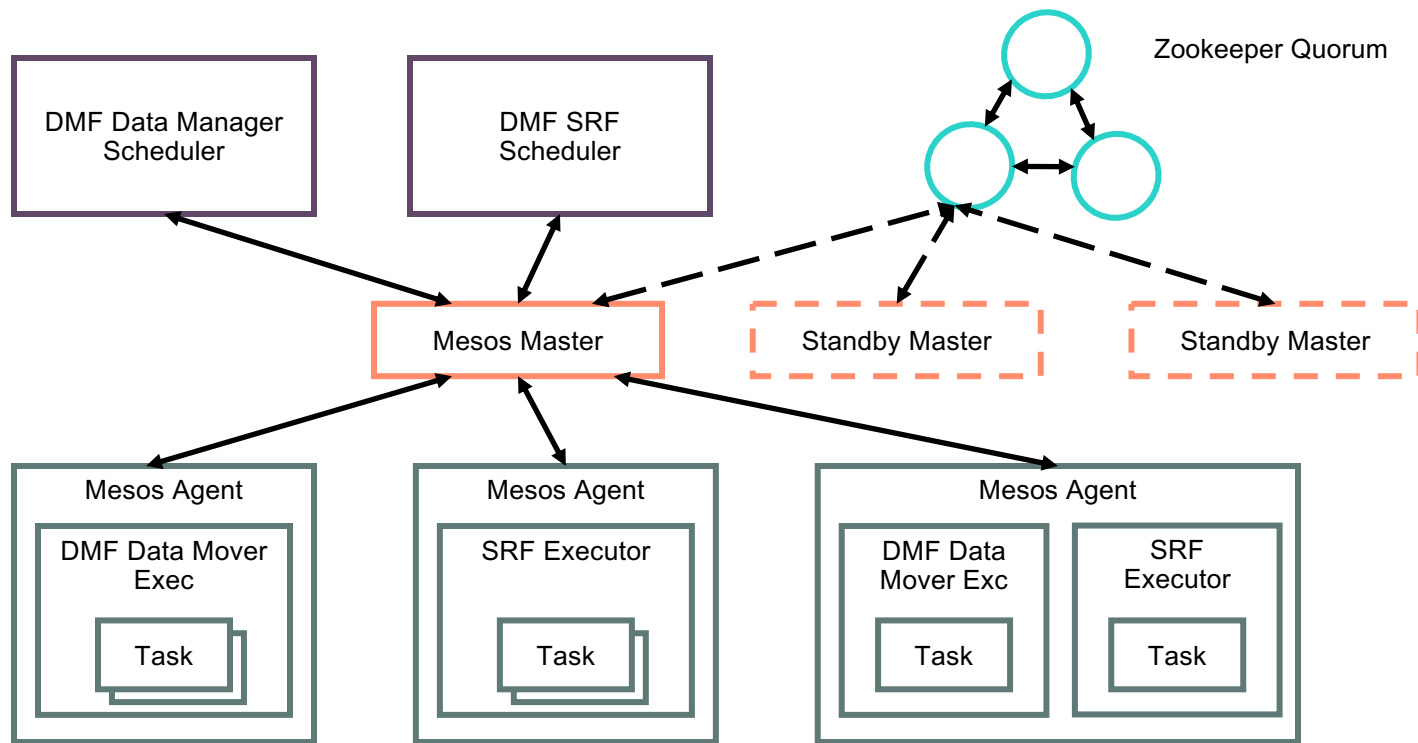 DMF Data Manager
Scheduler
DMF SRF
Scheduler
Zookeeper Quorum
Mesos Master
Standby Master
Standby Master
Mesos Agent
DMF Data Mover
Exec
Task
Mesos Agent
SRF Executor
Task
Mesos Agent
DMF Data
Mover Exc
Task
SRF
Executor
Task